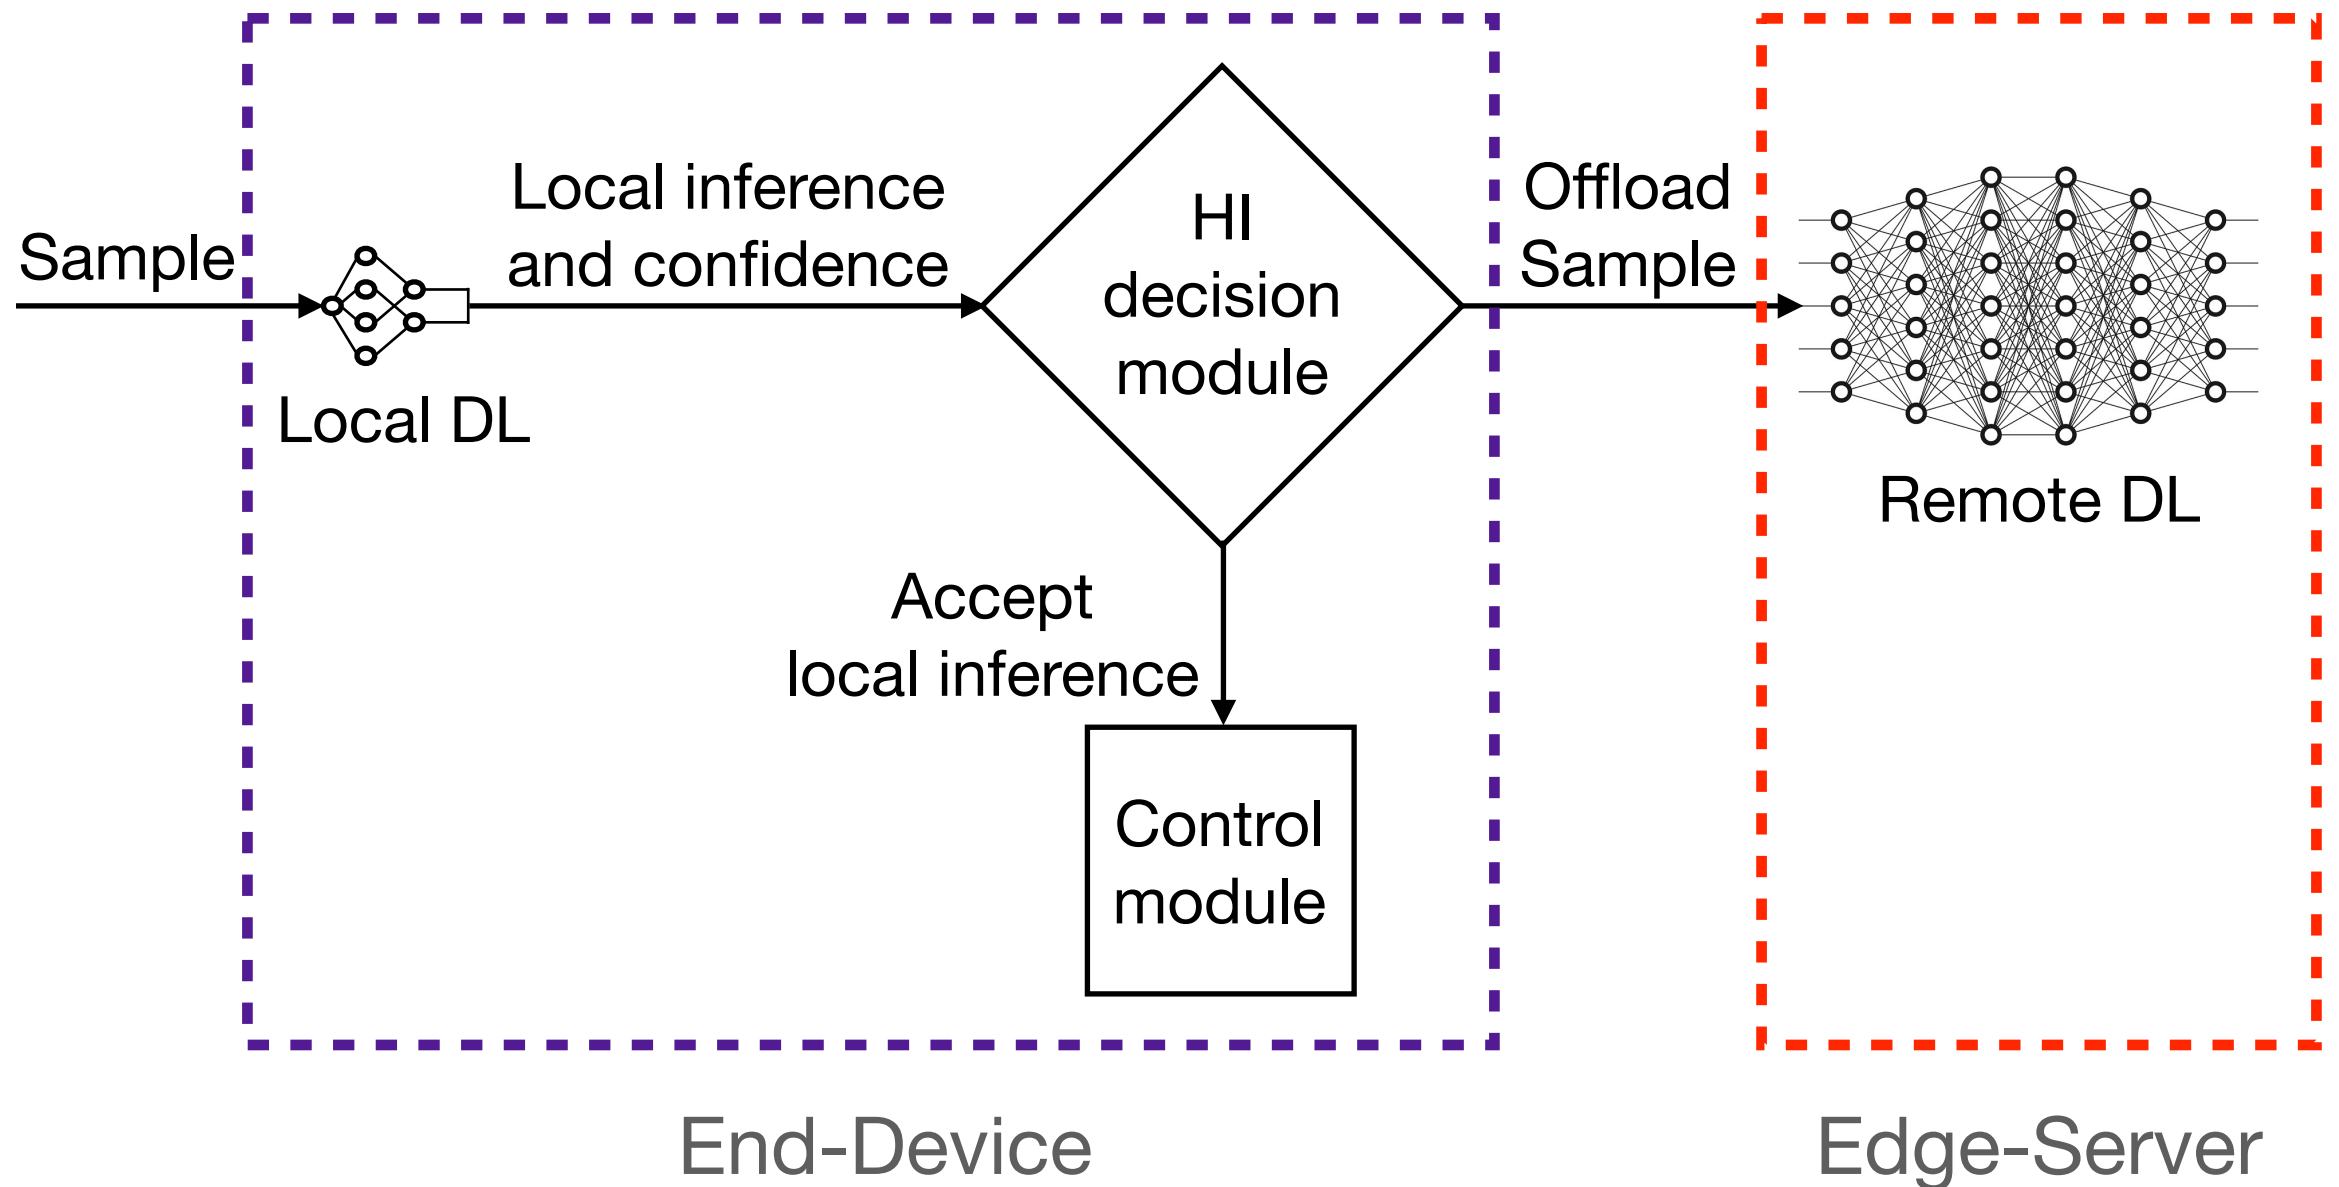 Sample
Local DL
Local inference
and confidence
HI
decision
module
Offload
Sample
Remote DL
Accept
local inference
Control
module
End-Device
Edge-Server